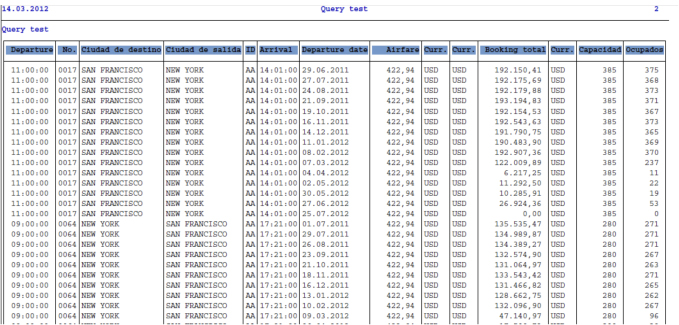 14.03.2012 Query test 2
Query test
Departure No. Ciudad de destino Ciudad de salida ID Arrival Departure date Airfare Curr. Curr. Booking total Curr. Capacidad Ocupados
11:00:00 0017 SAN FRANCISCO NEW YORK AA 14:01:00 29.06.2011 422,94 USD USD 192.150,41 USD 385 375
11:00:00 0017 SAN FRANCISCO NEW YORK AA 14:01:00 27.07.2011 422,94 USD USD 192.175,69 USD 385 368
11:00:00 0017 SAN FRANCISCO NEW YORK AA 14:01:00 24.08.2011 422,94 USD USD 192.179,88 USD 385 373
11:00:00 0017 SAN FRANCISCO NEW YORK AA 14:01:00 21.09.2011 422,94 USD USD 193.194,83 USD 385 371
11:00:00 0017 SAN FRANCISCO NEW YORK AA 14:01:00 19.10.2011 422,94 USD USD 192.154,53 USD 385 367
11:00:00 0017 SAN FRANCISCO NEW YORK AA 14:01:00 16.11.2011 422,94 USD USD 192.543,63 USD 385 373
11:00:00 0017 SAN FRANCISCO NEW YORK AA 14:01:00 14.12.2011 422,94 USD USD 191.790,75 USD 385 365
11:00:00 0017 SAN FRANCISCO NEW YORK AA 14:01:00 11.01.2012 422,94 USD USD 190.483,90 USD 385 369
11:00:00 0017 SAN FRANCISCO NEW YORK AA 14:01:00 08.02.2012 422,94 USD USD 192.907,36 USD 385 370
11:00:00 0017 SAN FRANCISCO NEW YORK AA 14:01:00 07.03.2012 422,94 USD USD 122.009,89 USD 385 237
11:00:00 0017 SAN FRANCISCO NEW YORK AA 14:01:00 04.04.2012 422,94 USD USD 6.217,25 USD 385 11
11:00:00 0017 SAN FRANCISCO NEW YORK AA 14:01:00 02.05.2012 422,94 USD USD 11.292,50 USD 385 22
11:00:00 0017 SAN FRANCISCO NEW YORK AA 14:01:00 30.05.2012 422,94 USD USD 10.285,91 USD 385 19
11:00:00 0017 SAN FRANCISCO NEW YORK AA 14:01:00 27.06.2012 422,94 USD USD 26.924,36 USD 385 53
11:00:00 0017 SAN FRANCISCO NEW YORK AA 14:01:00 25.07.2012 422,94 USD USD 0,00 USD 385 0
09:00:00 0064 NEW YORK SAN FRANCISCO AA 17:21:00 01.07.2011 422,94 USD USD 135.535,47 USD 280 271
09:00:00 0064 NEW YORK SAN FRANCISCO AA 17:21:00 29.07.2011 422,94 USD USD 134.989,87 USD 280 271
09:00:00 0064 NEW YORK SAN FRANCISCO AA 17:21:00 26.08.2011 422,94 USD USD 134.389,27 USD 280 271
09:00:00 0064 NEW YORK SAN FRANCISCO AA 17:21:00 23.09.2011 422,94 USD USD 132.574,90 USD 280 267
09:00:00 0064 NEW YORK SAN FRANCISCO AA 17:21:00 21.10.2011 422,94 USD USD 131.064,97 USD 280 263
09:00:00 0064 NEW YORK SAN FRANCISCO AA 17:21:00 18.11.2011 422,94 USD USD 133.543,42 USD 280 271
09:00:00 0064 NEW YORK SAN FRANCISCO AA 17:21:00 16.12.2011 422,94 USD USD 131.466,82 USD 280 265
09:00:00 0064 NEW YORK SAN FRANCISCO AA 17:21:00 13.01.2012 422,94 USD USD 128.662,75 USD 280 262
09:00:00 0064 NEW YORK SAN FRANCISCO AA 17:21:00 10.02.2012 422,94 USD USD 132.096,90 USD 280 267
09:00:00 0064 NEW YORK SAN FRANCISCO AA 17:21:00 09.03.2012 422,94 USD USD 47.140,97 USD 280 96